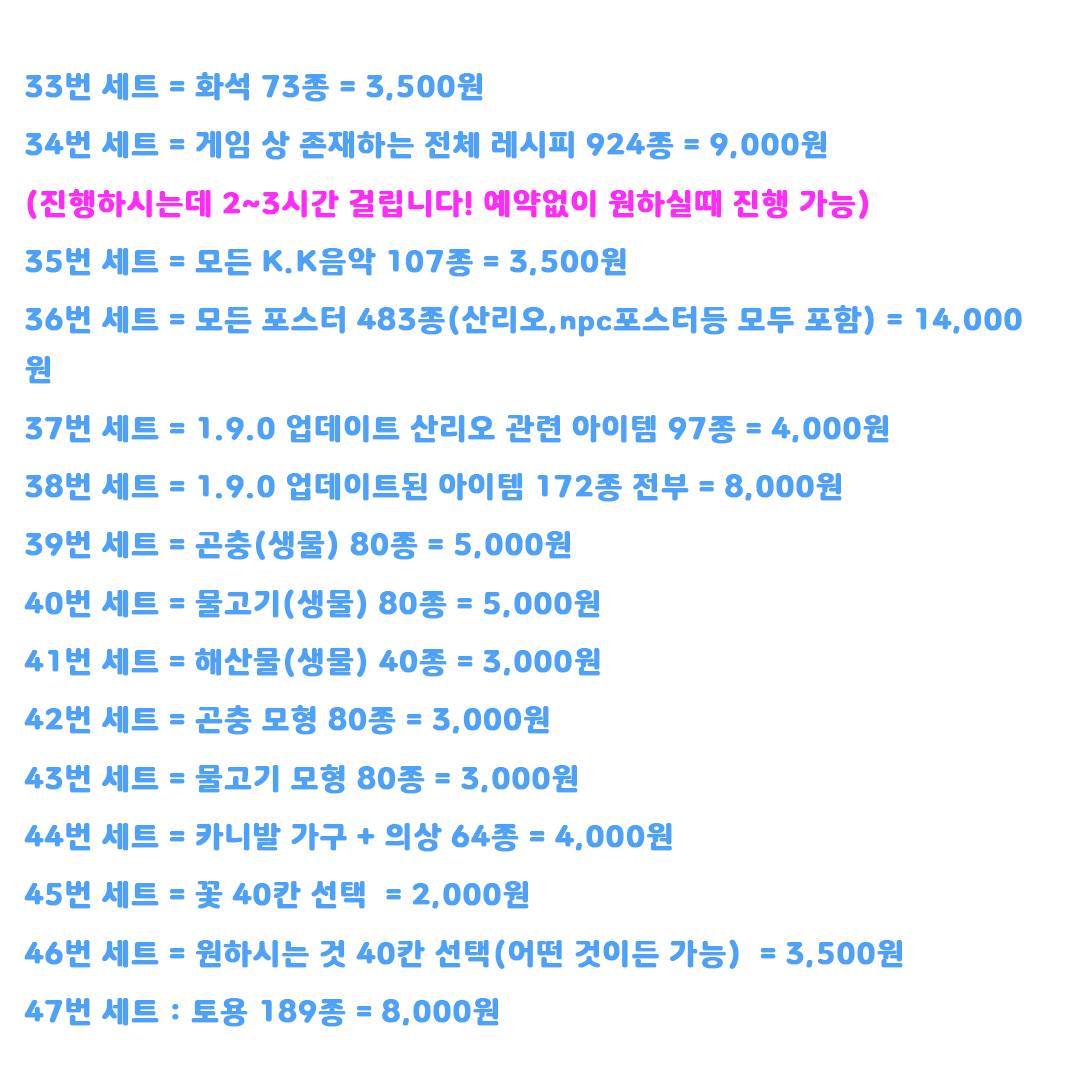 33번 세트 = 화석 73종 = 3,500원
34번 세트 = 게임 상 존재하는 전체 레시피 924종 = 9,000원
(진행하시는데 2~3시간 걸립니다! 예약없이 원하실때 진행 가능)
35번 세트 = 모든 K.K음악 107종 = 3,500원
36번 세트 = 모든 포스터 483종(산리오,npc포스터등 모두 포함) = 14,000
원
37번 세트 = 1.9.0 업데이트 산리오 관련 아이템 97종 = 4,000원
38번 세트 = 1.9.0 업데이트된 아이템 172종 전부 = 8,000원
39번 세트 = 곤충(생물) 80종 = 5,000원
40번 세트 = 물고기(생물) 80종 = 5,000원
41번 세트 = 해산물(생물) 40종 = 3,000원
42번 세트 = 곤충 모형 80종 = 3,000원
43번 세트 = 물고기 모형 80종 = 3,000원
44번 세트 = 카니발 가구 + 의상 64종 = 4,000원
45번 세트 = 꽃 40칸 선택  = 2,000원
46번 세트 = 원하시는 것 40칸 선택(어떤 것이든 가능)  = 3,500원
47번 세트 : 토용 189종 = 8,000원